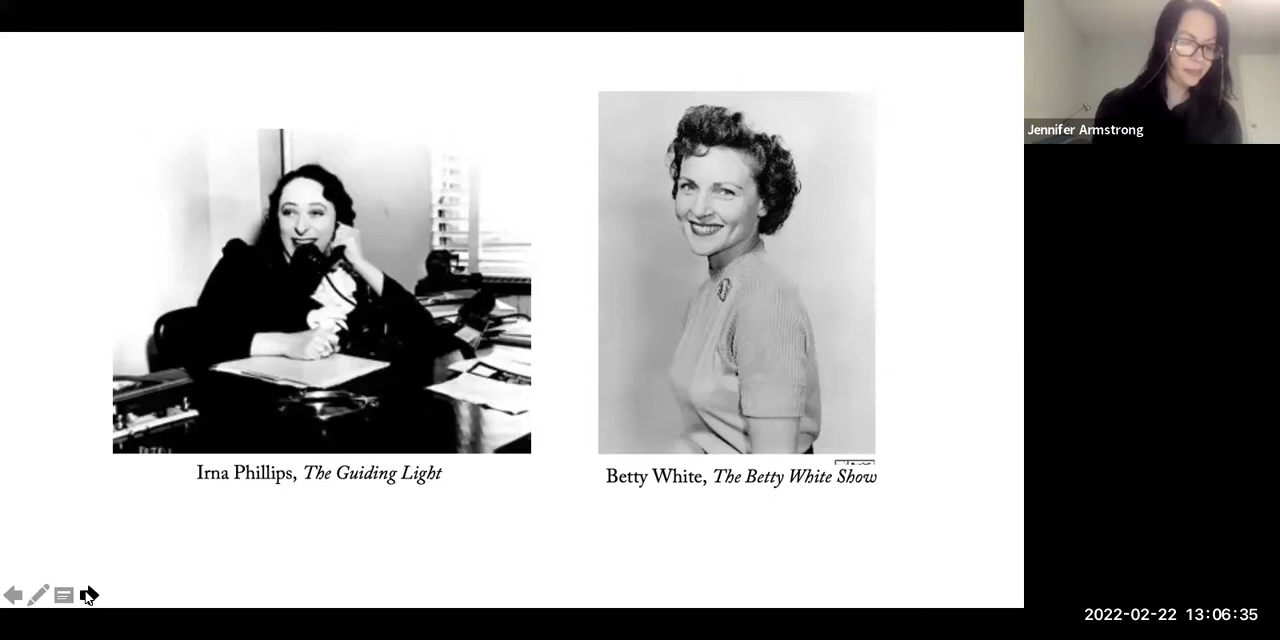 Jennifer Armstrong
Irna Phillips, The Guiding Light
Betty White, The Betty White Show
2022-02-22 13:06:35